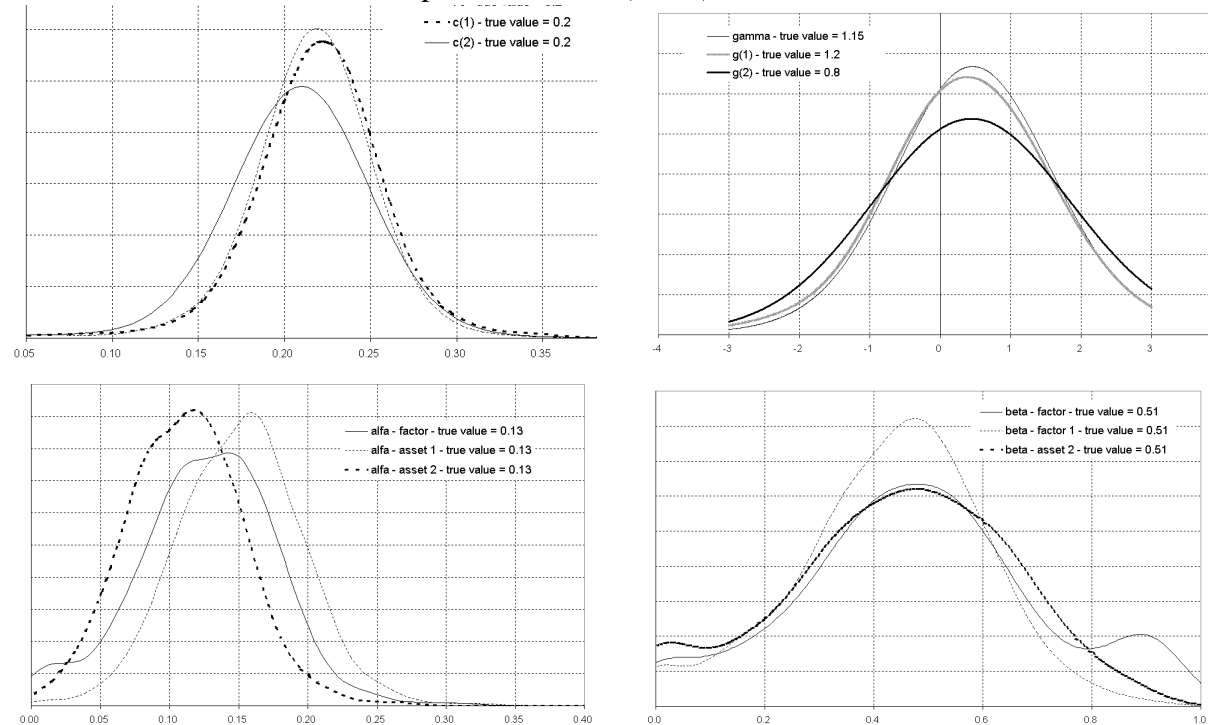 c(1) - true value = 0.2
c(2) - true value = 0.2
0.05 0.10 0.15 0.20 0.25 0.30 0.35
gamma - true value = 1.15
g(1) - true value = 1.2
g(2) - true value = 0.8
-4 -3 -2 -1 0 1 2 3
alfa - factor - true value = 0.13
alfa - asset 1 - true value = 0.13
alfa - asset 2 - true value = 0.13
0.00 0.05 0.10 0.15 0.20 0.25 0.30 0.35 0.40
beta - factor - true value = 0.51
beta - factor 1 - true value = 0.51
beta - asset 2 - true value = 0.51
0.0 0.2 0.4 0.6 0.8 1.0